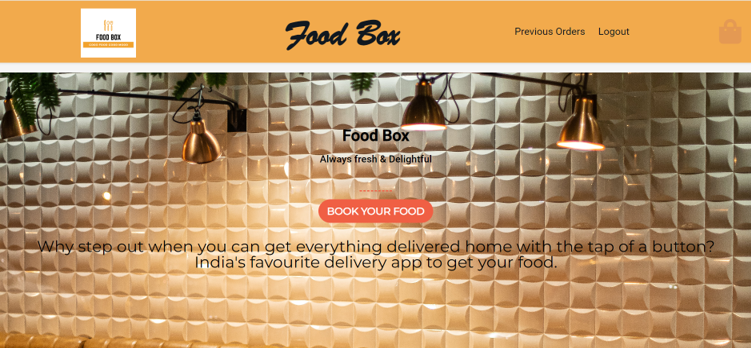 FOOD BOX
Food Box
Previous Orders Logout
Food Box
Always fresh & Delightful
----------
BOOK YOUR FOOD
Why step out when you can get everything delivered home with the tap of a button?
India's favourite delivery app to get your food.